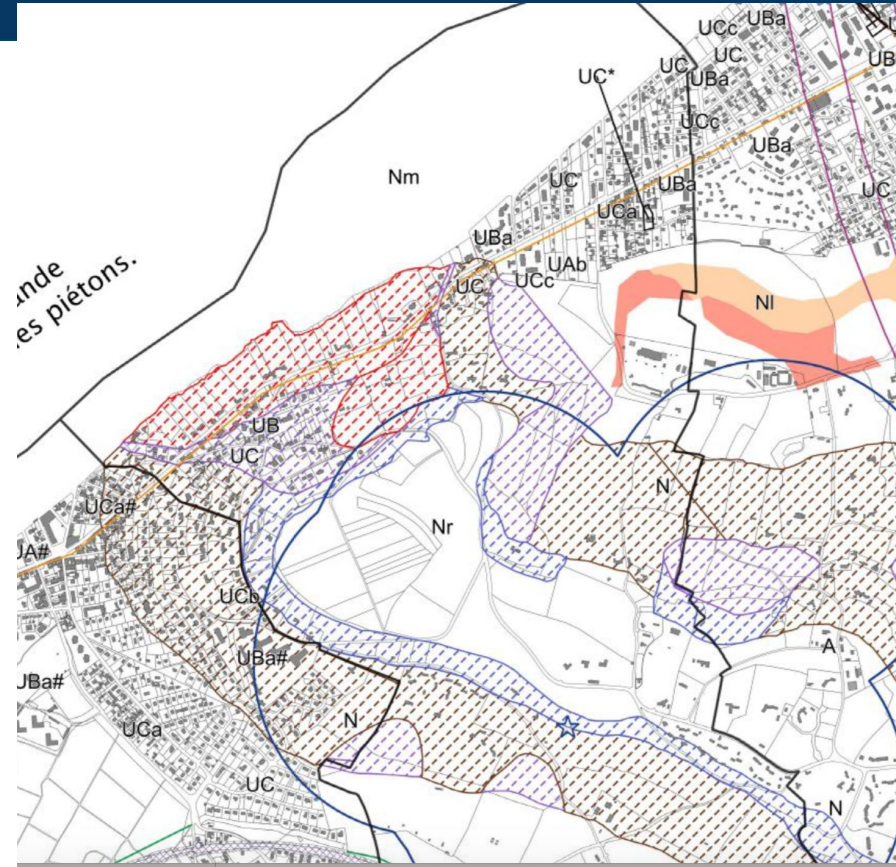 UCc
UBa
UC
UC
UBa
UB
UC*
UCc
UBa
Nm
UC
UBa
UC
UCa
UBa
UAb
UC
UCc
Nl
ande
es piétons.
UB
UC
N
UCa#
Nr
UA#
UCb
UBa#
A
UBa#
N
UCa
UC
N